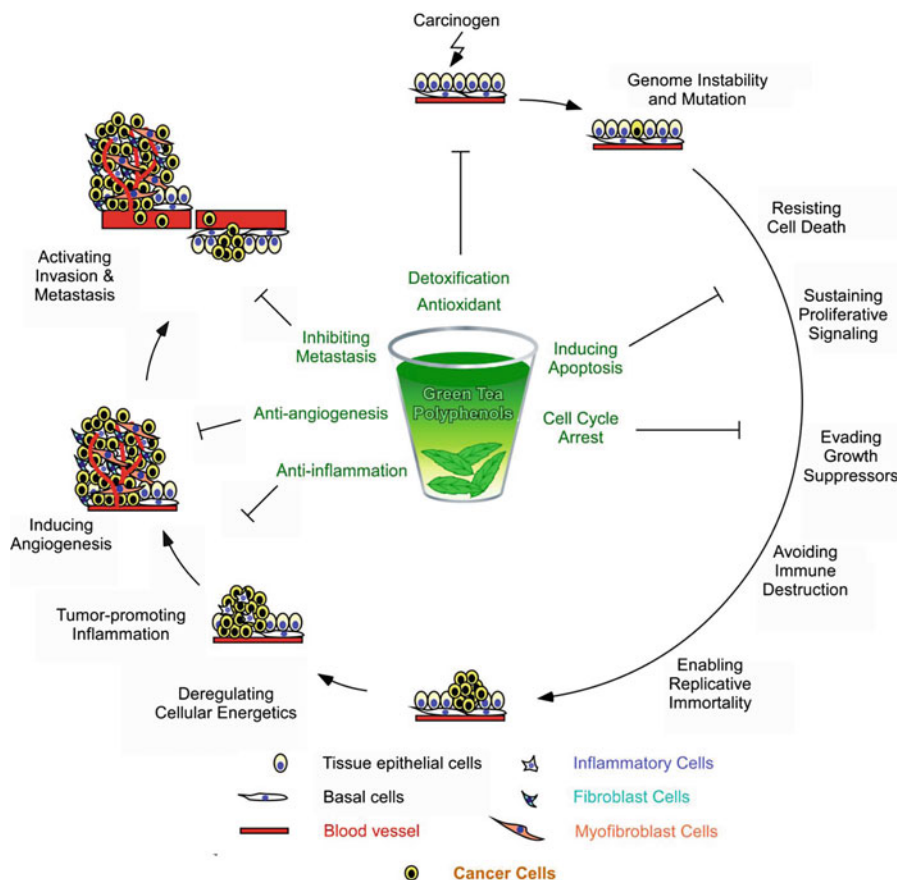 Carcinogen
Genome Instability
and Mutation
Resisting
Cell Death
Sustaining
Proliferative
Signaling
Evading
Growth
Suppressors
Avoiding
Immune
Destruction
Enabling
Replicative
Immortality
Deregulating
Cellular Energetics
Tumor-promoting
Inflammation
Inducing
Angiogenesis
Activating
Invasion &
Metastasis
Detoxification
Antioxidant
Inhibiting
Metastasis
Anti-angiogenesis
Anti-inflammation
Green Tea
Polyphenols
Inducing
Apoptosis
Cell Cycle
Arrest
Tissue epithelial cells
Basal cells
Blood vessel
Inflammatory Cells
Fibroblast Cells
Myofibroblast Cells
Cancer Cells